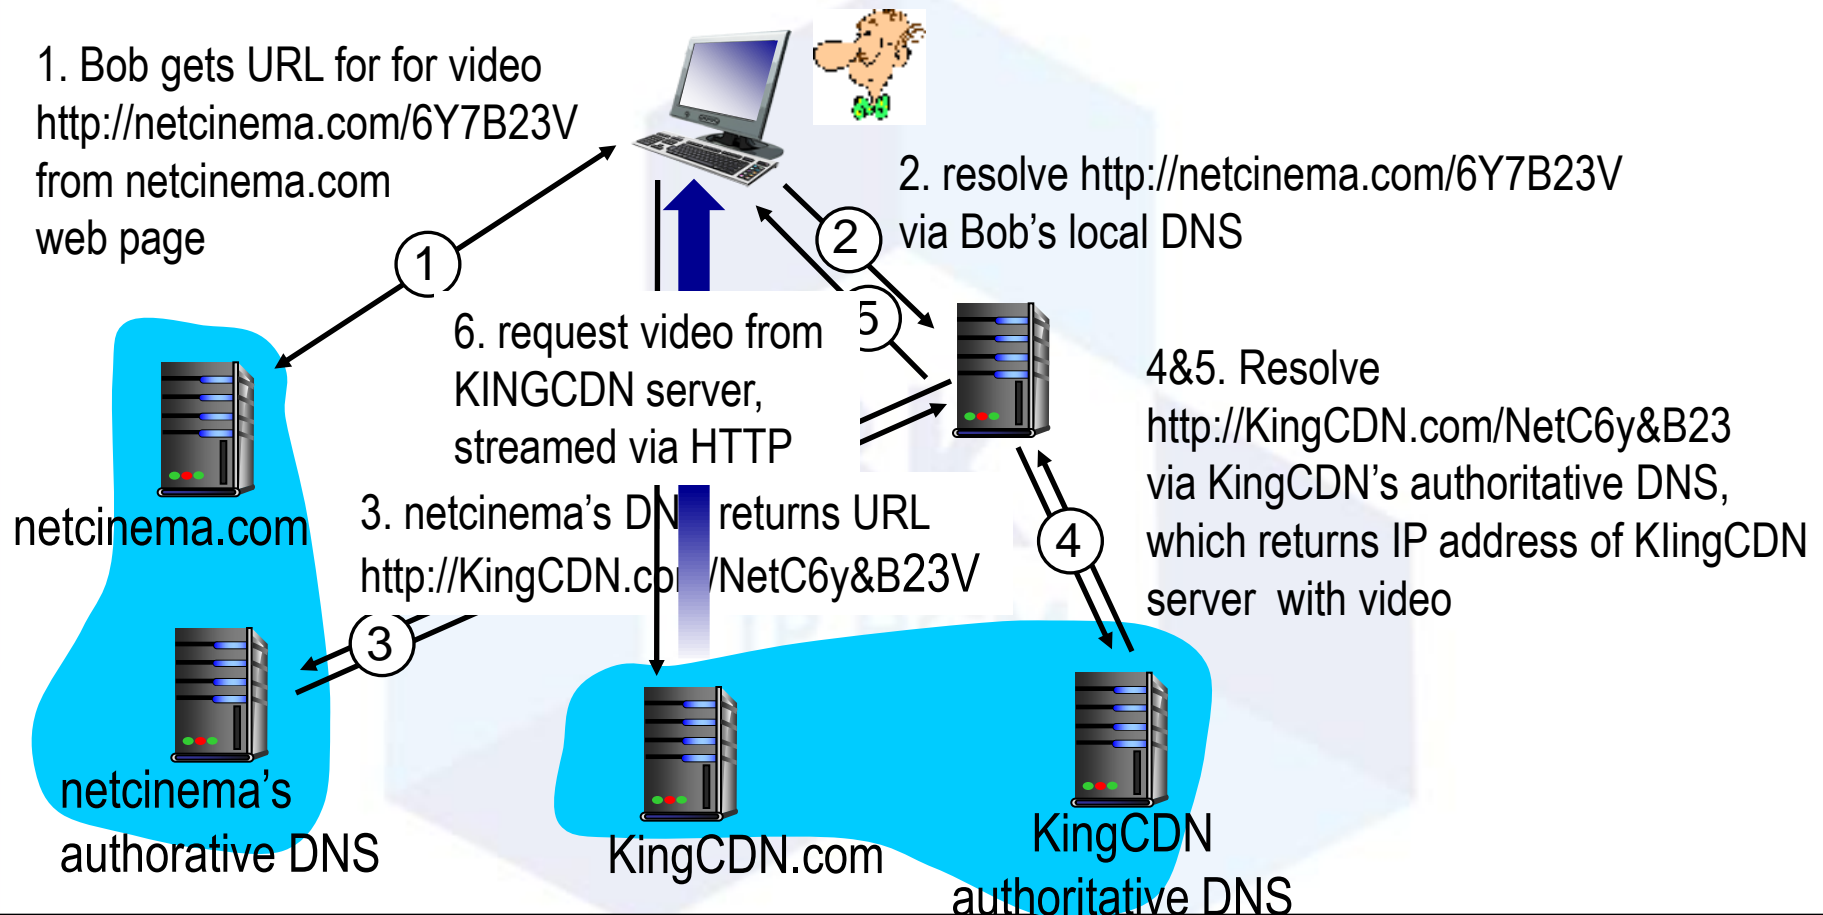 1. Bob gets URL for for video
http://netcinema.com/6Y7B23V
from netcinema.com
web page
1
2. resolve http://netcinema.com/6Y7B23V
via Bob's local DNS
2
5
6. request video from
KINGCDN server,
streamed via HTTP
4&5. Resolve
http://KingCDN.com/NetC6y&B23
via KingCDN's authoritative DNS,
which returns IP address of KIingCDN
server with video
4
netcinema.com
3. netcinema's DN returns URL
http://KingCDN.com/NetC6y&B23V
3
netcinema's
authorative DNS
KingCDN.com
KingCDN
authoritative DNS